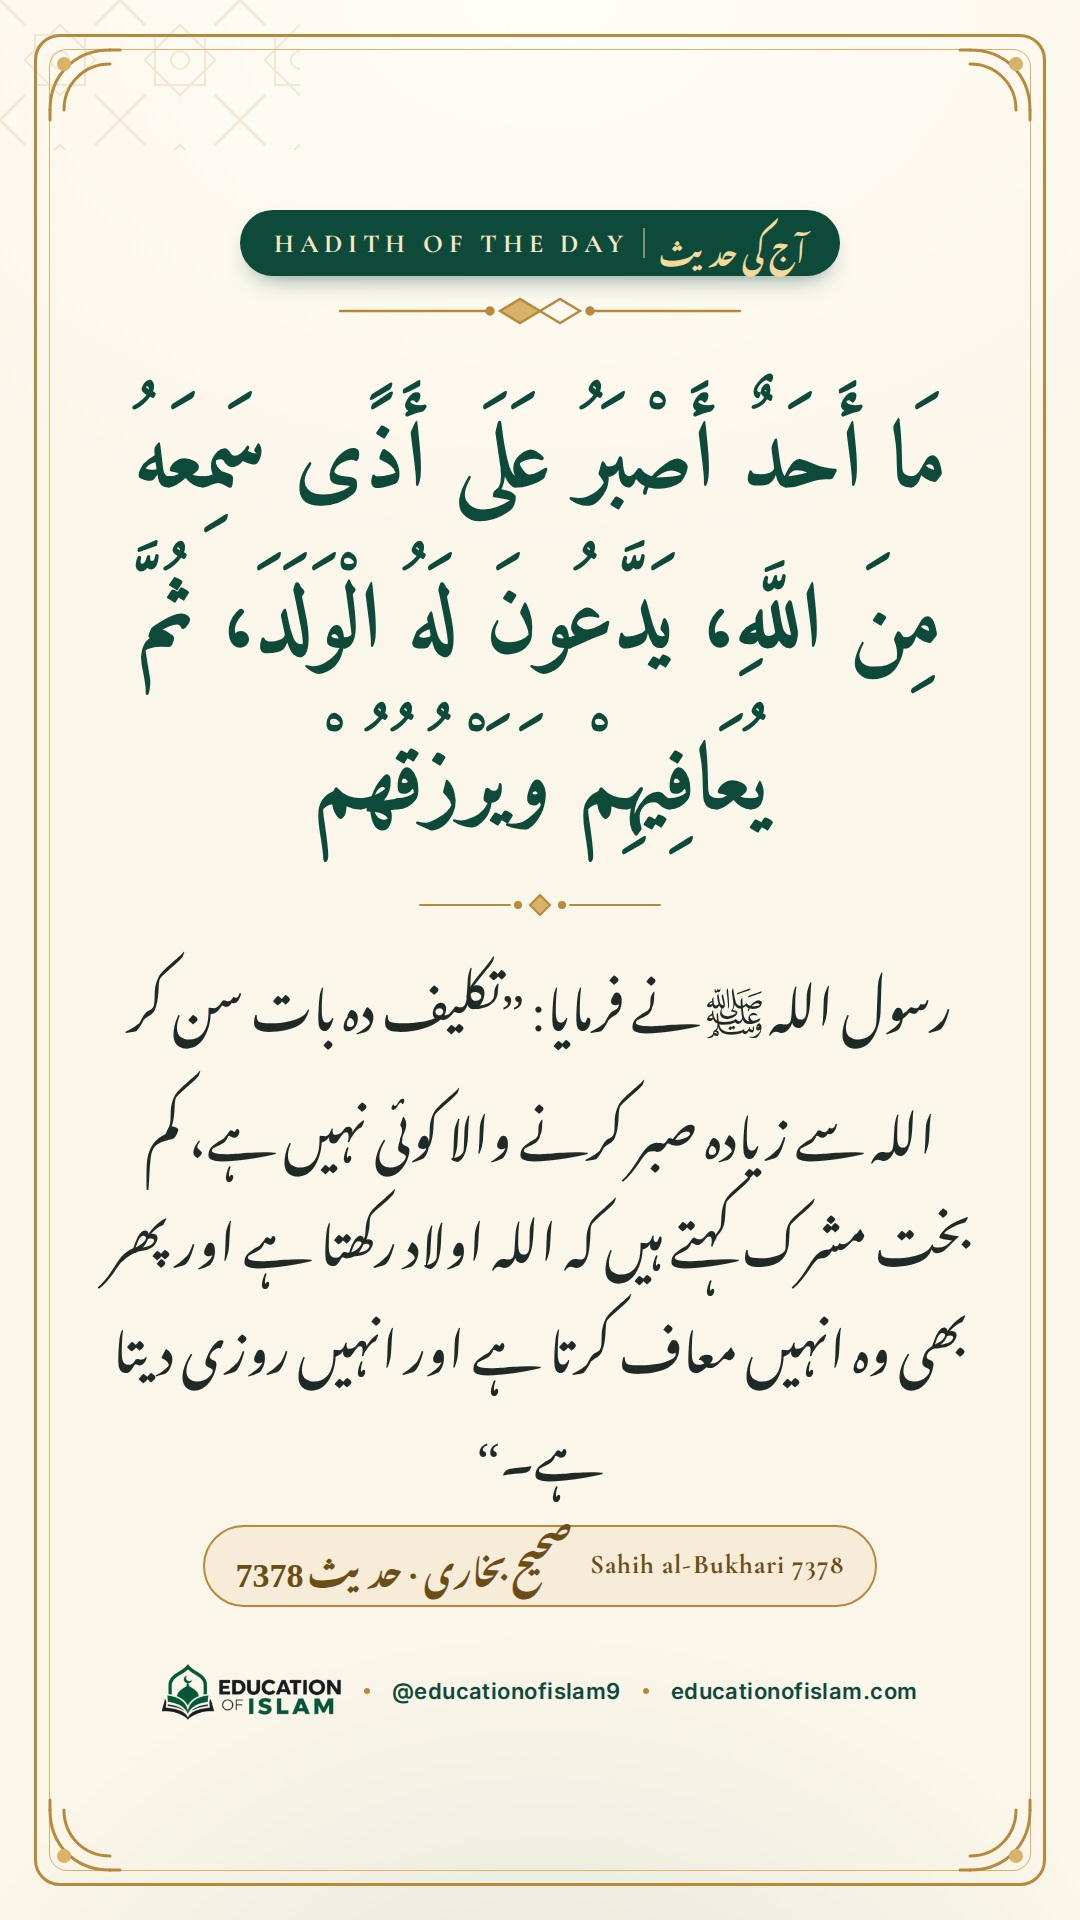 HADITH OF THE DAY | آج کی حدیث
مَا أَحَدٌ أَصْبَرُ عَلَى أَذًى سَمِعَهُ
مِنَ اللَّهِ، يَدَّعُونَ لَهُ الْوَلَدَ، ثُمَّ
يُعَافِيهِمْ وَيَرْزُقُهُمْ
رسول اللہ ﷺ نے فرمایا: ”تکلیف دہ بات سن کر
اللہ سے زیادہ صبر کرنے والا کوئی نہیں ہے، کم
بخت مشرک کہتے ہیں کہ اللہ اولاد رکھتا ہے اور پھر
بھی وہ انہیں معاف کرتا ہے اور انہیں روزی دیتا
ہے۔“
صحیح بخاری · حدیث 7378 Sahih al-Bukhari 7378
EDUCATION OF ISLAM • @educationofislam9 • educationofislam.com